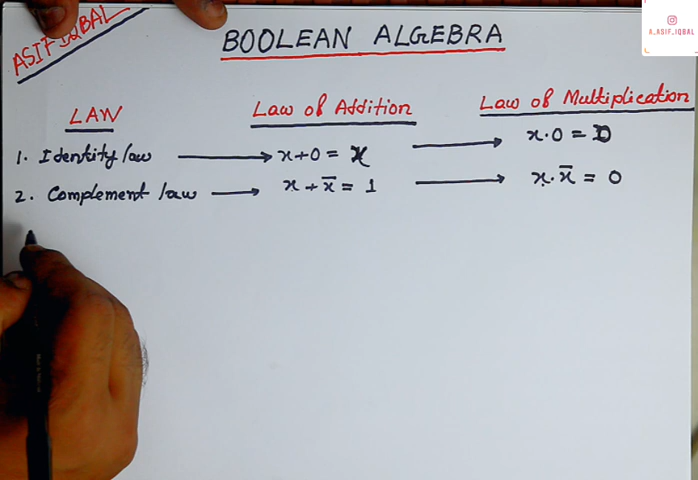 ASIF IQBAL
A_ASIF_IQBAL
BOOLEAN ALGEBRA
LAW Law of Addition Law of Multiplication
1. Identity law → x+0 = x → x·0 = 0
2. Complement law → x + x̅ = 1 → x·x̅ = 0